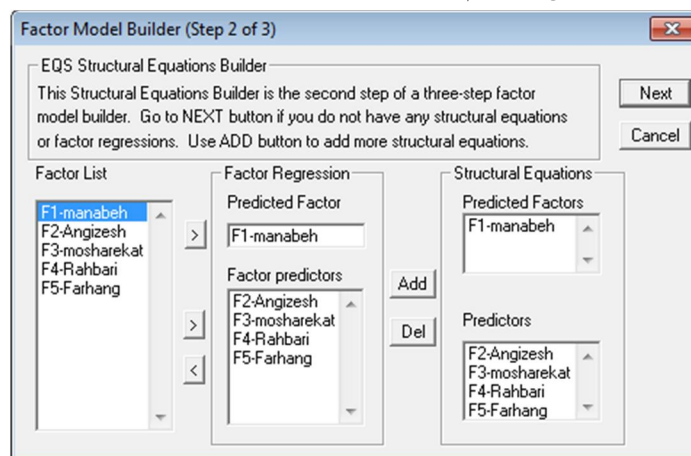 Factor Model Builder (Step 2 of 3)
EQS Structural Equations Builder
This Structural Equations Builder is the second step of a three-step factor
model builder. Go to NEXT button if you do not have any structural equations
or factor regressions. Use ADD button to add more structural equations.
Next
Cancel
Factor List
F1-manabeh
F2-Angizesh
F3-mosharekat
F4-Rahbari
F5-Farhang
>
>
<
Factor Regression
Predicted Factor
F1-manabeh
Factor predictors
F2-Angizesh
F3-mosharekat
F4-Rahbari
F5-Farhang
Add
Del
Structural Equations
Predicted Factors
F1-manabeh
Predictors
F2-Angizesh
F3-mosharekat
F4-Rahbari
F5-Farhang